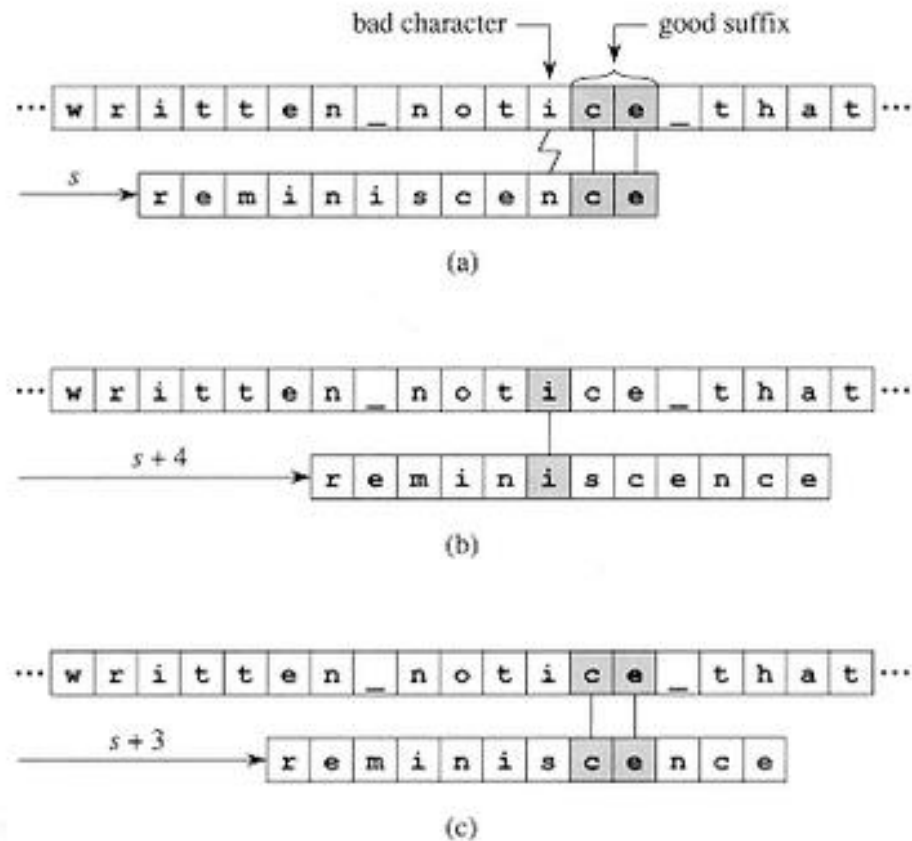 bad character good suffix
... w r i t t e n _ n o t i c e _ t h a t ...
s r e m i n i s c e n c e
(a)
... w r i t t e n _ n o t i c e _ t h a t ...
s + 4 r e m i n i s c e n c e
(b)
... w r i t t e n _ n o t i c e _ t h a t ...
s + 3 r e m i n i s c e n c e
(c)